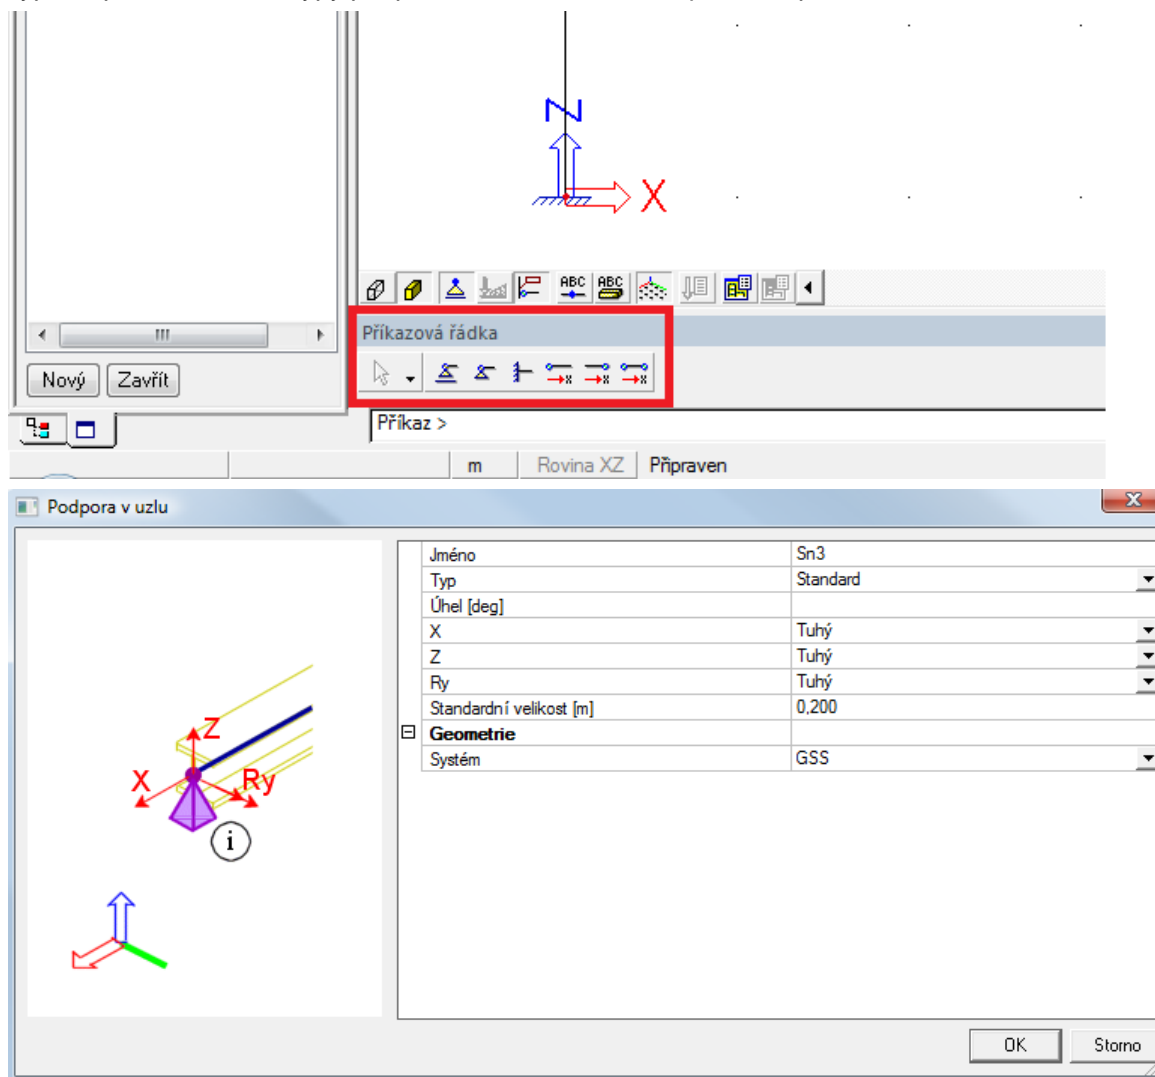 Z
X
ABC ABC
Příkazová řádka
Nový Zavřít
x x x
Příkaz >
m Rovina XZ Připraven
Podpora v uzlu
Jméno Sn3
Typ Standard
Úhel [deg]
X Tuhý
Z Tuhý
Ry Tuhý
Standardní velikost [m] 0,200
Geometrie
Systém GSS
Z
X Ry
i
OK Storno